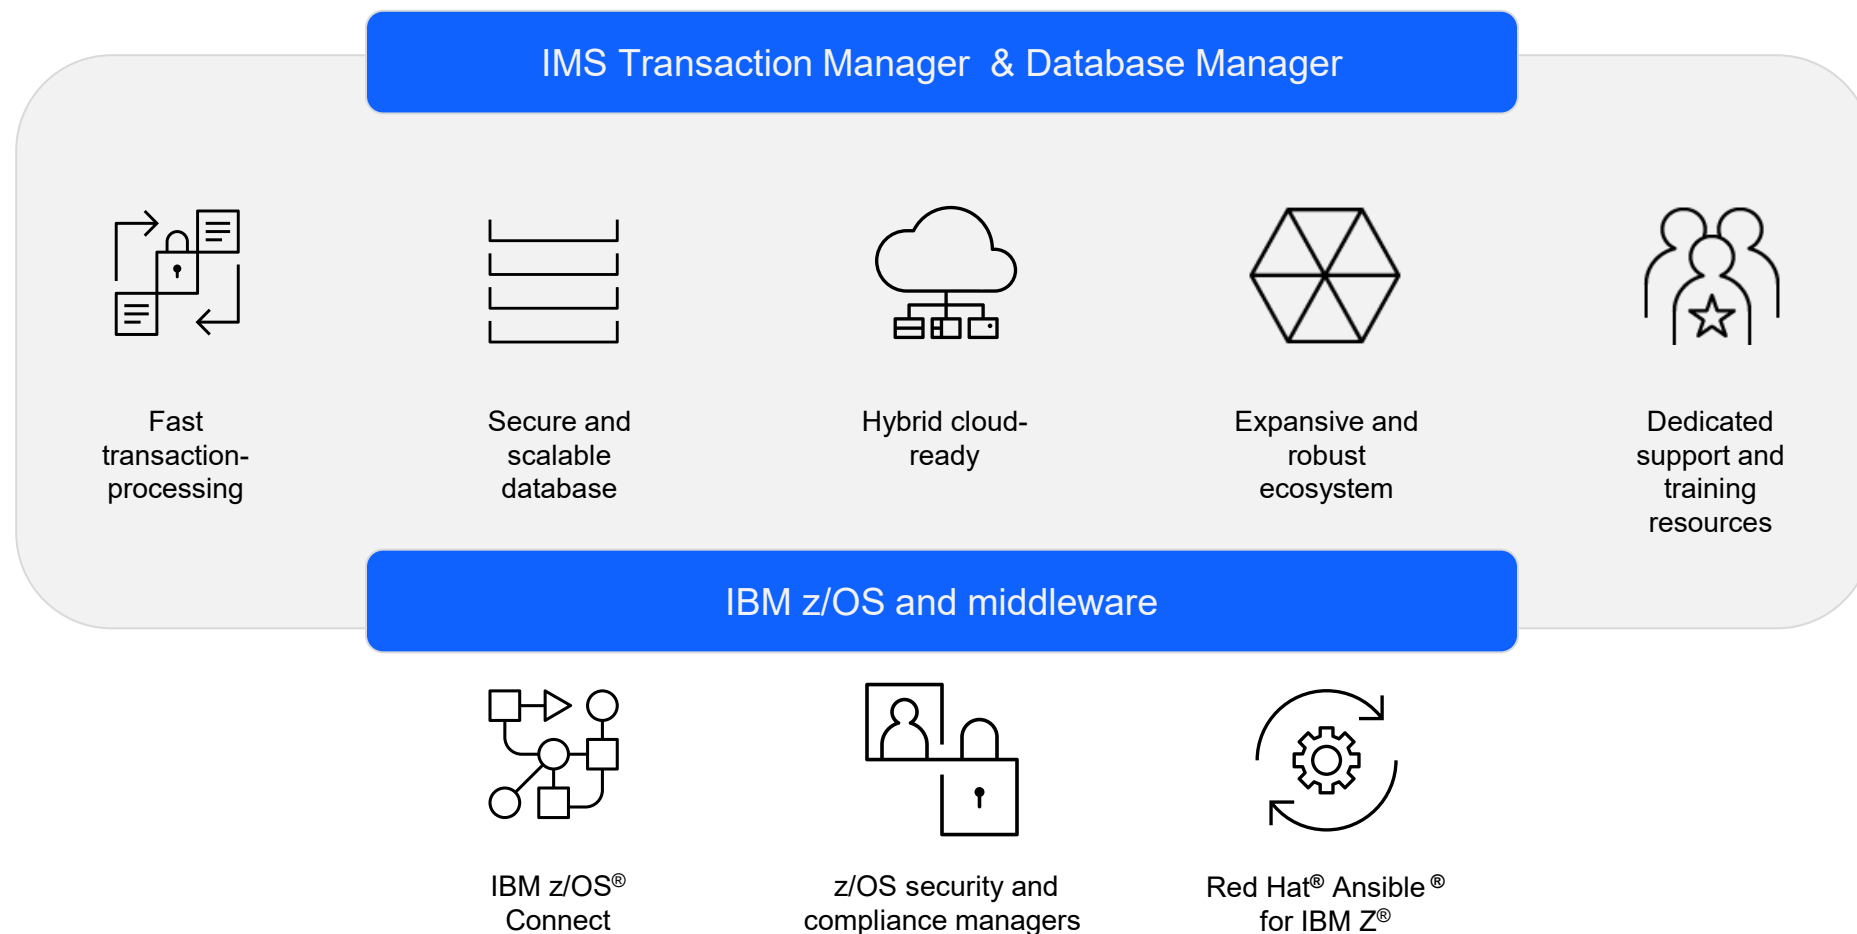 IMS Transaction Manager & Database Manager
Fast
transaction-
processing
Secure and
scalable
database
Hybrid cloud-
ready
Expansive and
robust
ecosystem
Dedicated
support and
training
resources
IBM z/OS and middleware
IBM z/OS®
Connect
z/OS security and
compliance managers
Red Hat® Ansible ®
for IBM Z®